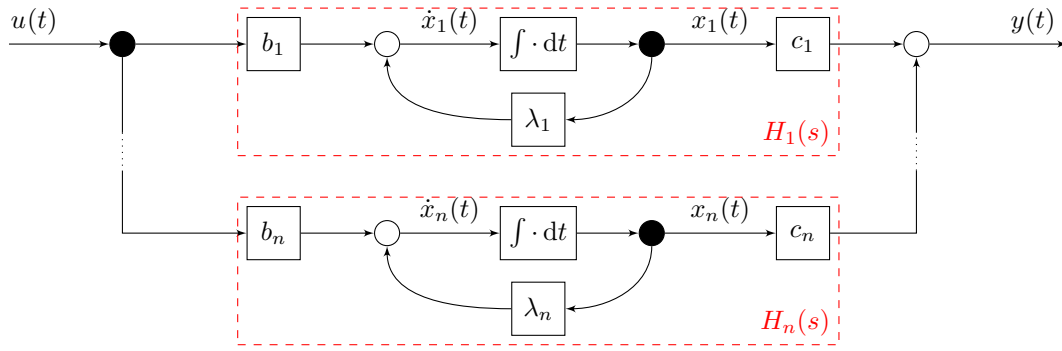 u(t) ẋ₁(t) x₁(t) y(t)
b₁ ∫ · dt c₁
λ₁
H₁(s)
ẋₙ(t) xₙ(t)
bₙ ∫ · dt cₙ
λₙ
Hₙ(s)